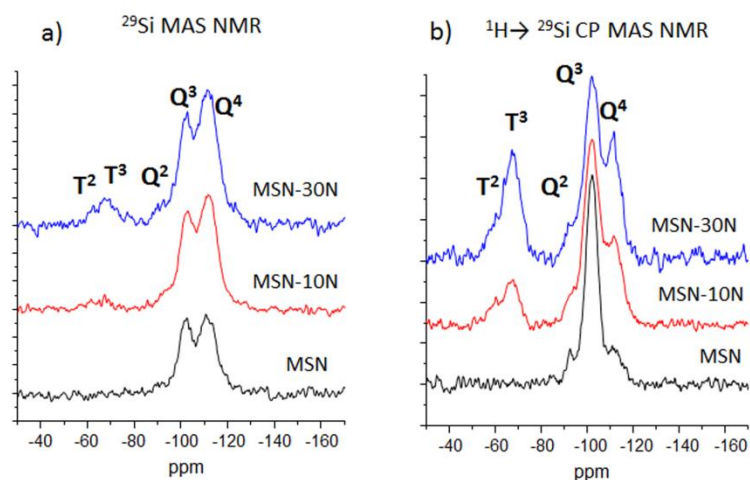 a)
²⁹Si MAS NMR
Q³
Q⁴
T²
T³
Q²
MSN-30N
MSN-10N
MSN
-40 -60 -80 -100 -120 -140 -160
ppm
b)
¹H→ ²⁹Si CP MAS NMR
Q³
Q⁴
T³
T²
Q²
MSN-30N
MSN-10N
MSN
-40 -60 -80 -100 -120 -140 -160
ppm